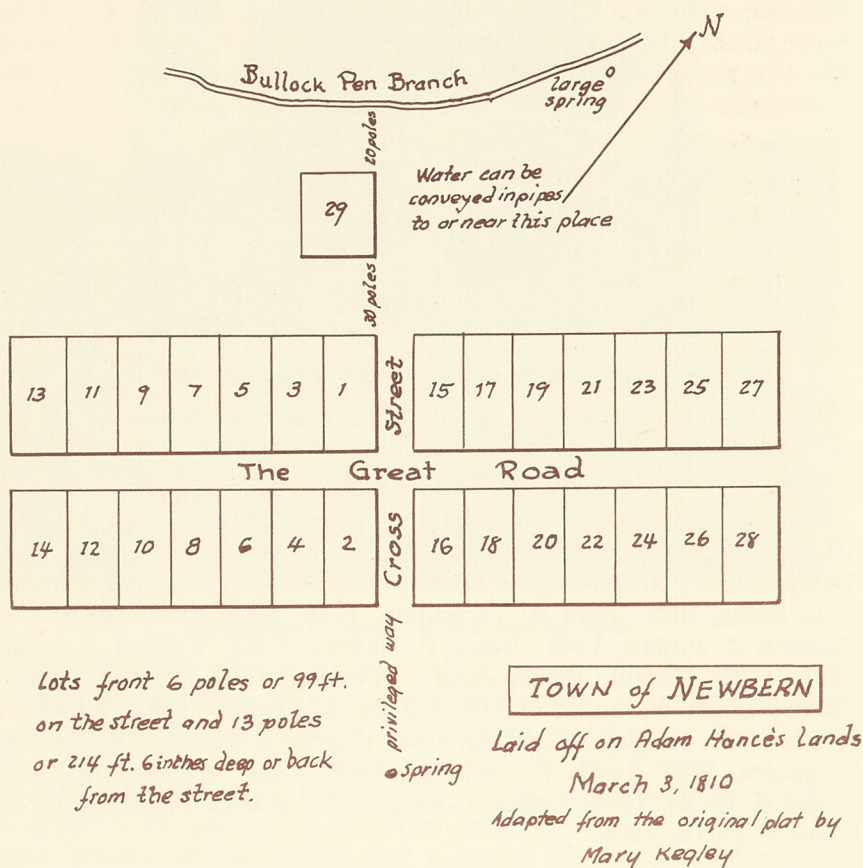 N
Bullock Pen Branch
large
spring
20 poles
Water can be
conveyed in pipes
to or near this place
29
30 poles
13 11 9 7 5 3 1 15 17 19 21 23 25 27
Cross Street
The Great Road
14 12 10 8 6 4 2 16 18 20 22 24 26 28
privileged way
spring
Lots front 6 poles or 99 ft.
on the street and 13 poles
or 214 ft. 6 inthes deep or back
from the street.
TOWN of NEWBERN
Laid off on Adam Hance's lands
March 3, 1810
Adapted from the original plat by
Mary Kegley